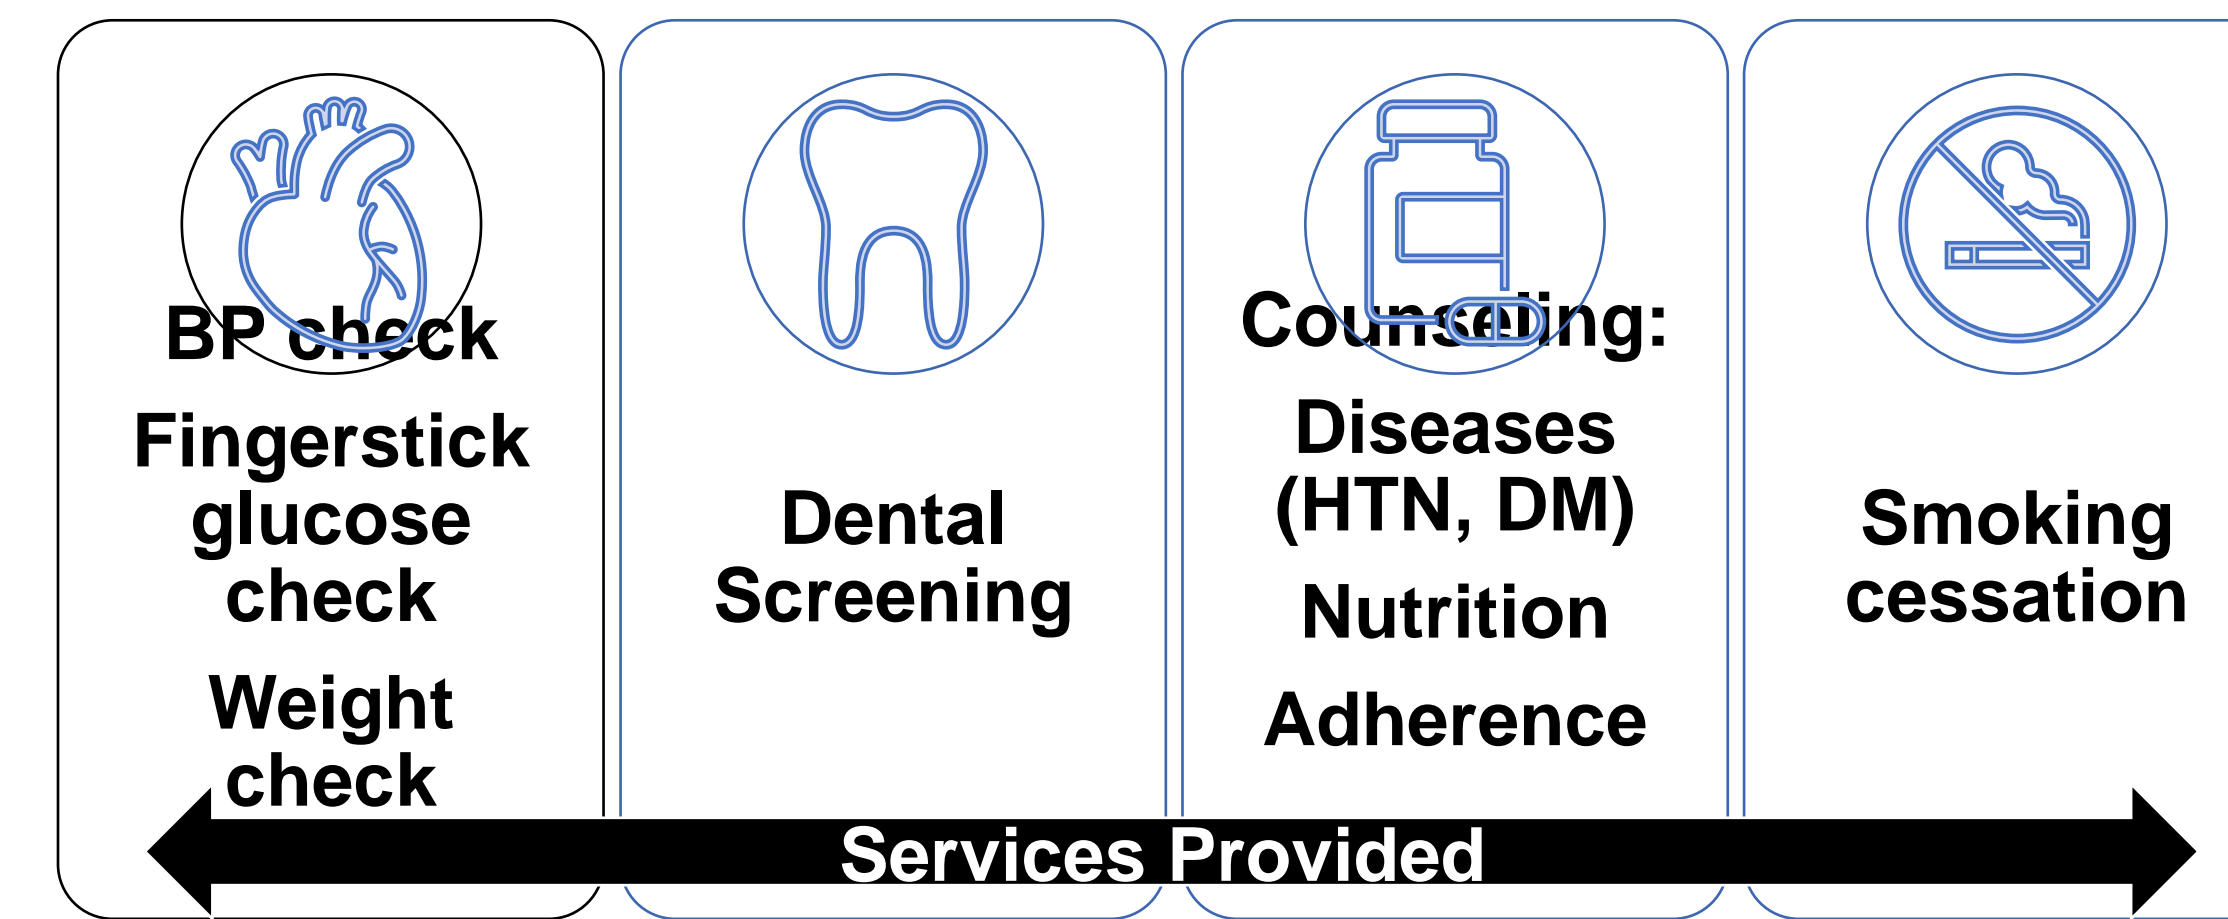 BP check
Fingerstick
glucose
check
Weight
check
Dental
Screening
Counseling:
Diseases
(HTN, DM)
Nutrition
Adherence
Smoking
cessation
Services Provided